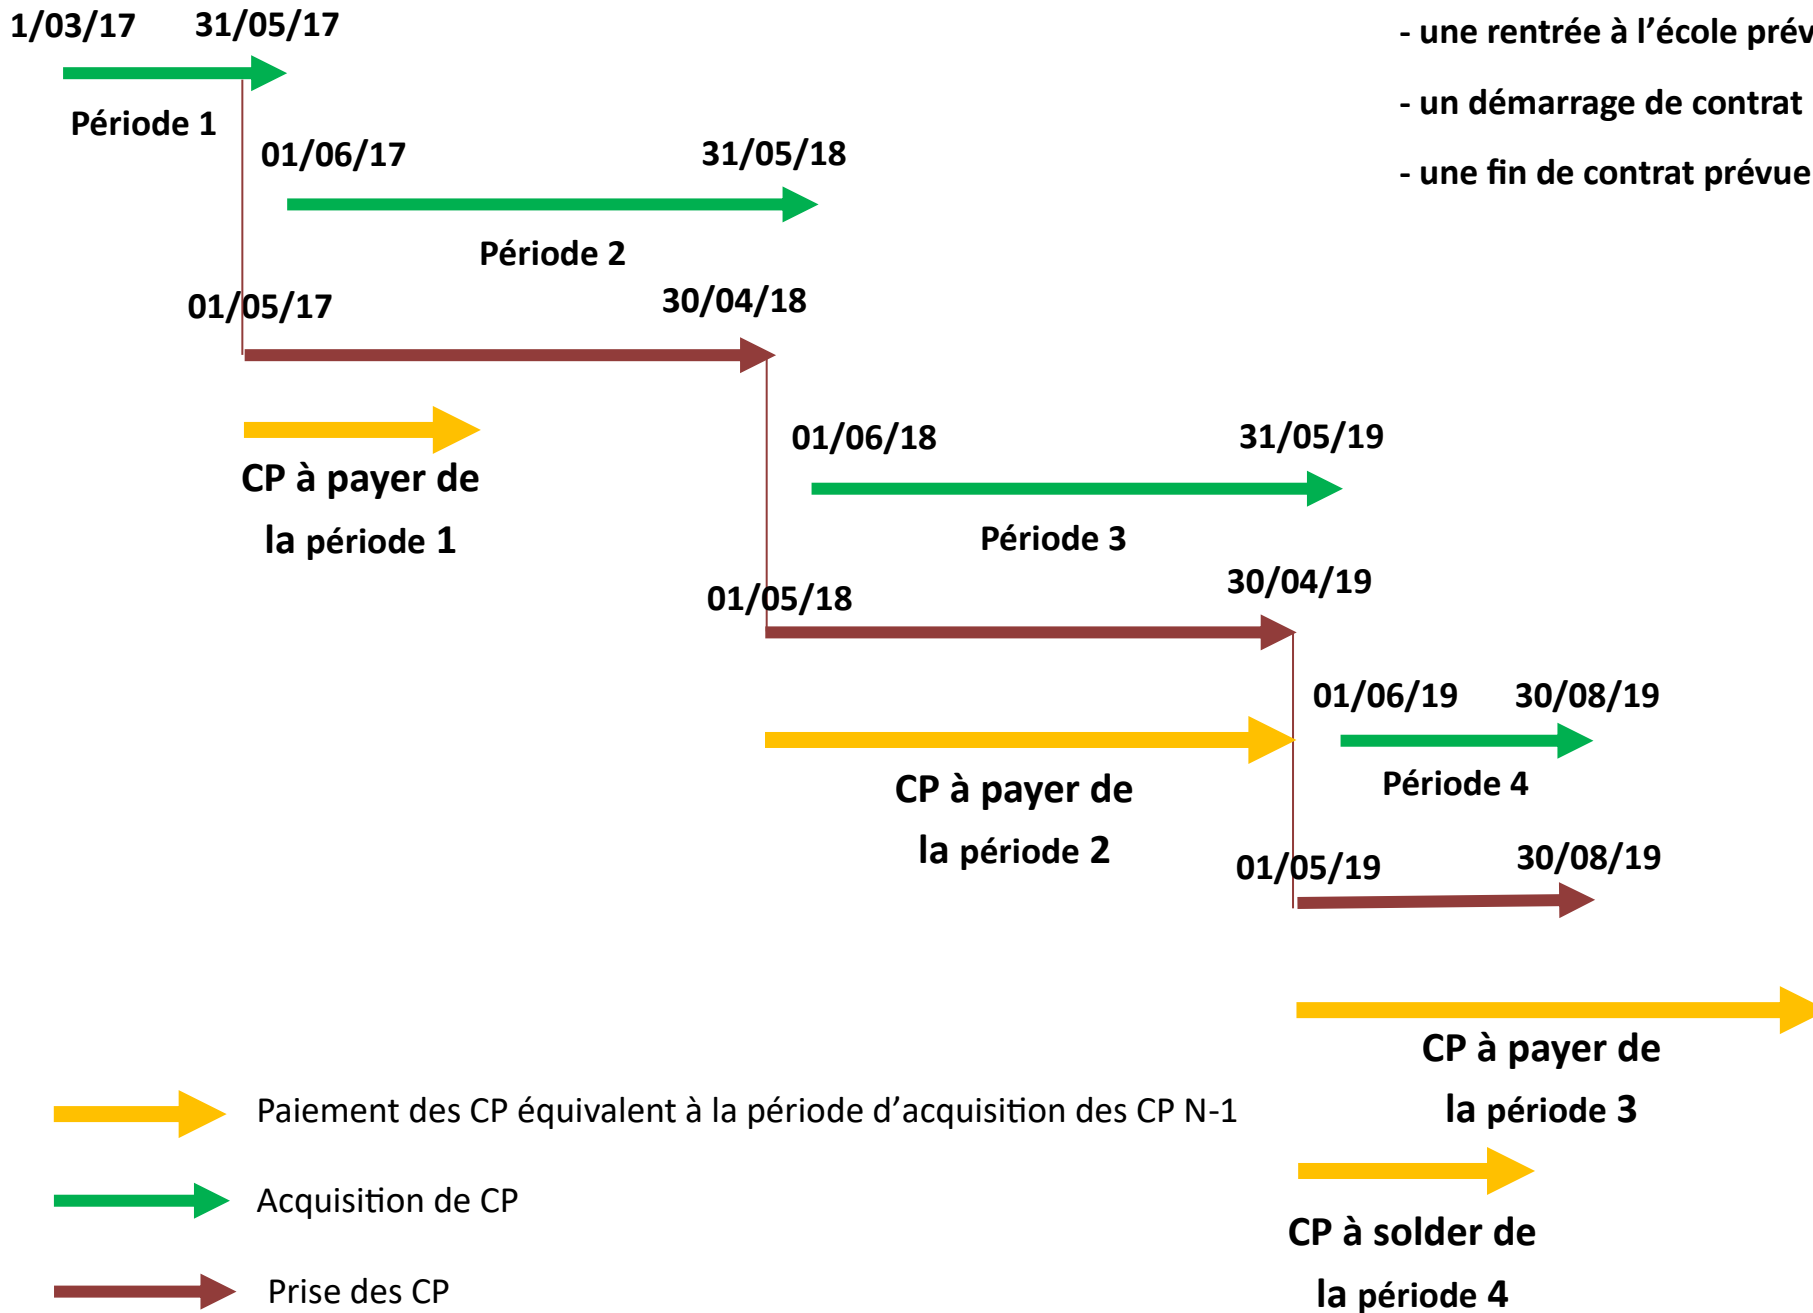 1/03/17 31/05/17
- une rentrée à l'école
- un démarrage de contrat
- une fin de contrat prévue
Période 1
01/06/17 31/05/18
Période 2
01/05/17 30/04/18
CP à payer de
la période 1
01/06/18 31/05/19
Période 3
01/05/18 30/04/19
CP à payer de
la période 2
01/06/19 30/08/19
Période 4
01/05/19 30/08/19
CP à payer de
la période 3
CP à solder de
la période 4
Paiement des CP équivalent à la période d'acquisition des CP N-1
Acquisition de CP
Prise des CP